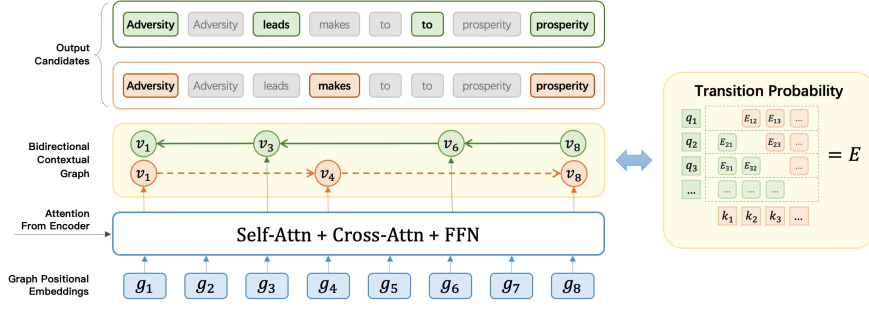 Adversity Adversity leads makes to to prosperity prosperity
Output
Candidates
Adversity Adversity leads makes to to prosperity prosperity
Transition Probability
q₁ E₁₂ E₁₃ ...
q₂ E₂₁ E₂₃ ...
q₃ E₃₁ E₃₂ ...
... ... ... ...
= E
k₁ k₂ k₃ ...
Bidirectional
Contextual
Graph
v₁ v₃ v₆ v₈
v₁ v₄ v₈
Attention
From Encoder
Self-Attn + Cross-Attn + FFN
Graph Positional
Embeddings
g₁ g₂ g₃ g₄ g₅ g₆ g₇ g₈